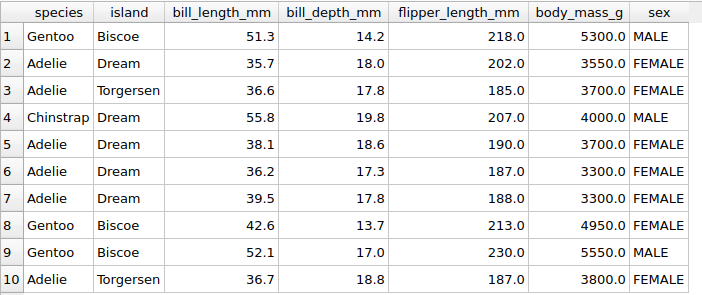 species island bill_length_mm bill_depth_mm flipper_length_mm body_mass_g sex
1 Gentoo Biscoe 51.3 14.2 218.0 5300.0 MALE
2 Adelie Dream 35.7 18.0 202.0 3550.0 FEMALE
3 Adelie Torgersen 36.6 17.8 185.0 3700.0 FEMALE
4 Chinstrap Dream 55.8 19.8 207.0 4000.0 MALE
5 Adelie Dream 38.1 18.6 190.0 3700.0 FEMALE
6 Adelie Dream 36.2 17.3 187.0 3300.0 FEMALE
7 Adelie Dream 39.5 17.8 188.0 3300.0 FEMALE
8 Gentoo Biscoe 42.6 13.7 213.0 4950.0 FEMALE
9 Gentoo Biscoe 52.1 17.0 230.0 5550.0 MALE
10 Adelie Torgersen 36.7 18.8 187.0 3800.0 FEMALE